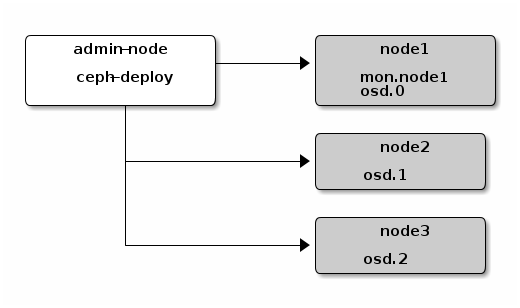 admin-node
ceph-deploy
node1
mon.node1
osd.0
node2
osd.1
node3
osd.2